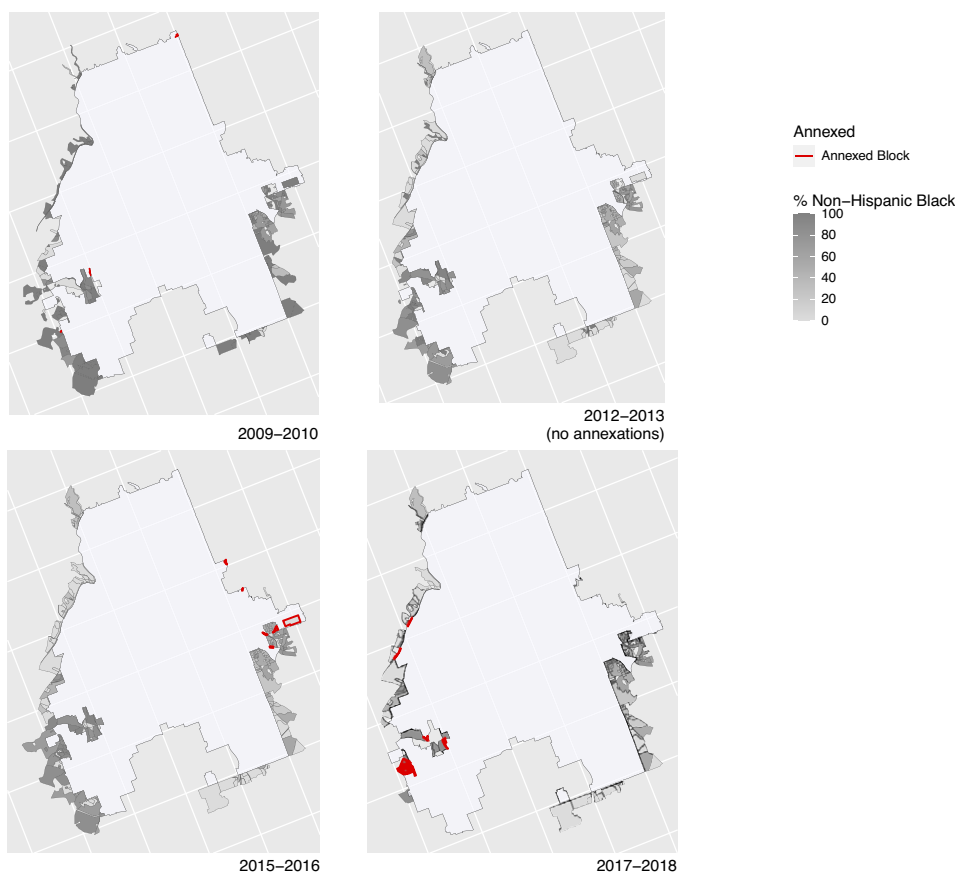 Annexed
Annexed Block
% Non−Hispanic Black
100
80
60
40
20
0
2009−2010
2012−2013
(no annexations)
2015−2016
2017−2018